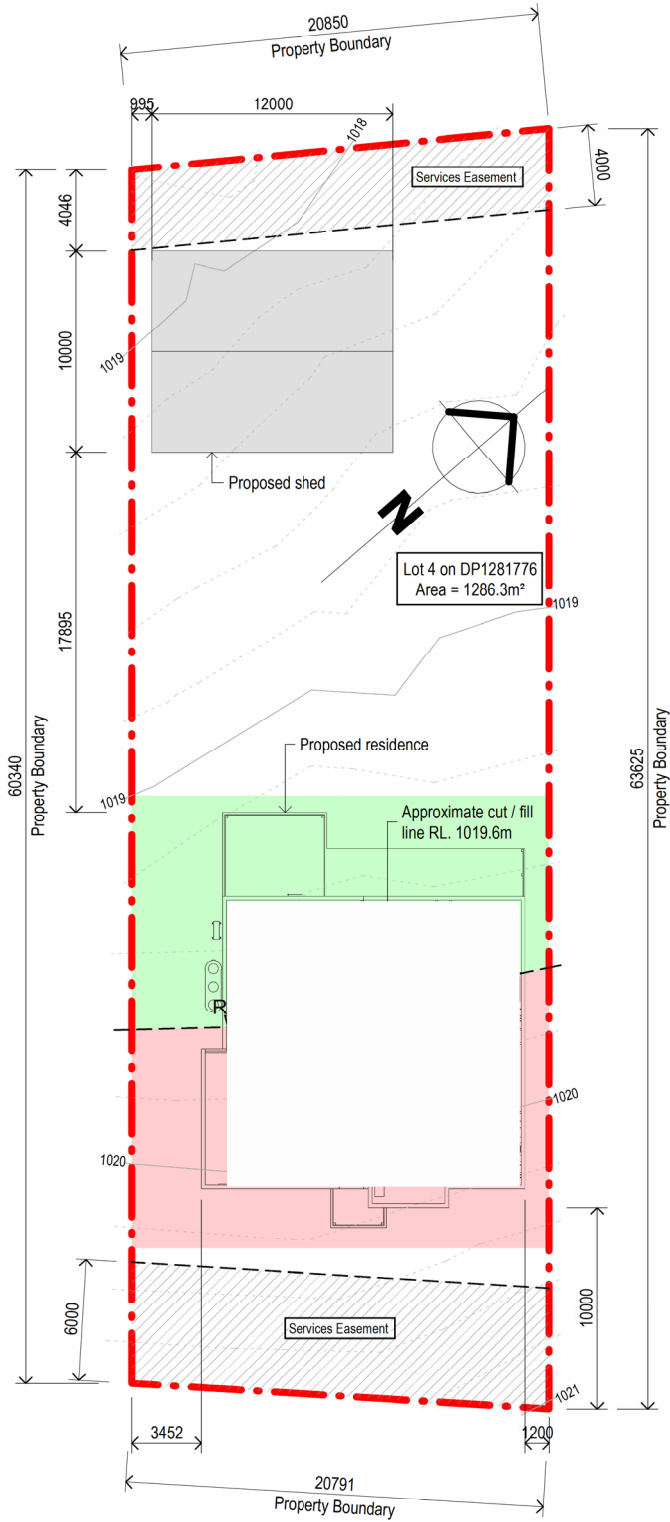 20850
Property Boundary
995
12000
1018
Services Easement
4000
4046
10000
1019
Proposed shed
N
Lot 4 on DP1281776
Area = 1286.3m²
1019
17895
60340
Property Boundary
63625
Property Boundary
Proposed residence
1019
Approximate cut / fill
line RL. 1019.6m
R
1020
1020
6000
Services Easement
10000
1021
3452
1200
20791
Property Boundary